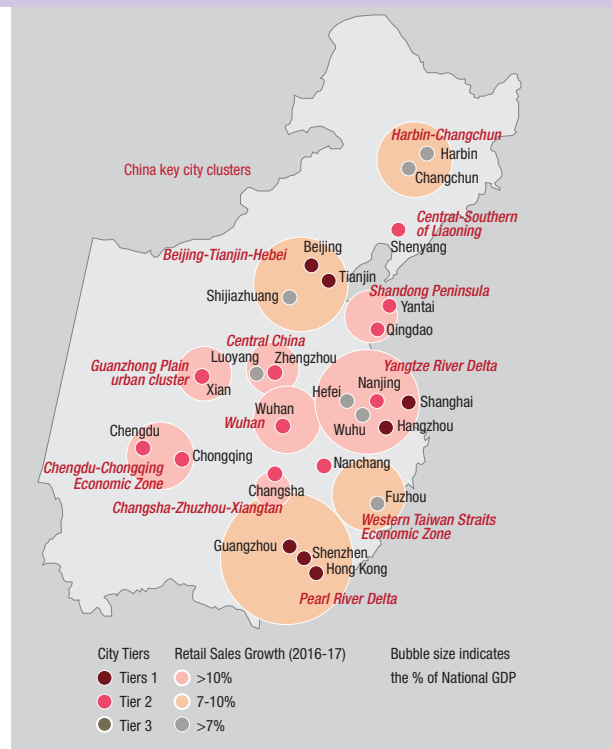 China key city clusters
Harbin-Changchun
Harbin
Changchun
Central-Southern
of Liaoning
Shenyang
Beijing-Tianjin-Hebei
Beijing
Tianjin
Shijiazhuang
Shandong Peninsula
Yantai
Qingdao
Central China
Luoyang
Zhengzhou
Guanzhong Plain
urban cluster
Xian
Yangtze River Delta
Hefei
Nanjing
Shanghai
Wuhu
Hangzhou
Wuhan
Wuhan
Chengdu
Chongqing
Chengdu-Chongqing
Economic Zone
Nanchang
Changsha
Changsha-Zhuzhou-Xiangtan
Fuzhou
Western Taiwan Straits
Economic Zone
Guangzhou
Shenzhen
Hong Kong
Pearl River Delta
City Tiers
Tiers 1
Tier 2
Tier 3
Retail Sales Growth (2016-17)
>10%
7-10%
>7%
Bubble size indicates
the % of National GDP